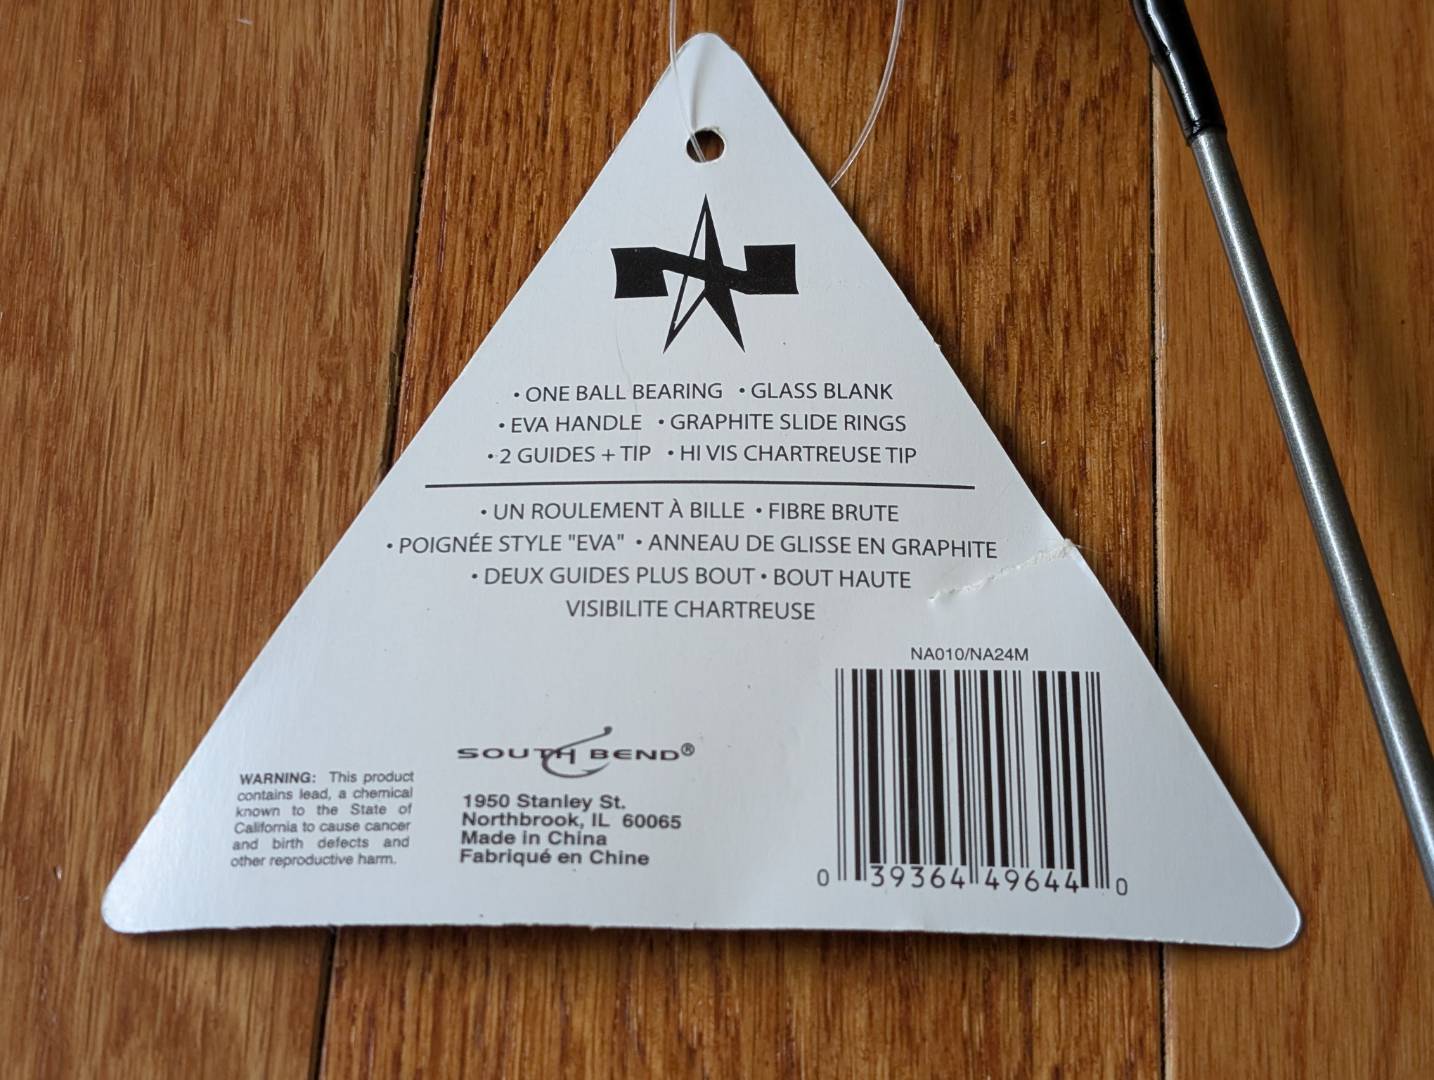 • ONE BALL BEARING • GLASS BLANK
• EVA HANDLE • GRAPHITE SLIDE RINGS
• 2 GUIDES + TIP • HI VIS CHARTREUSE TIP
• UN ROULEMENT À BILLE • FIBRE BRUTE
• POIGNÉE STYLE "EVA" • ANNEAU DE GLISSE EN GRAPHITE
• DEUX GUIDES PLUS BOUT • BOUT HAUTE
VISIBILITE CHARTREUSE
WARNING: This product
contains lead, a chemical
known to the State of
California to cause cancer
and birth defects and
other reproductive harm.
SOUTH BEND®
1950 Stanley St.
Northbrook, IL 60065
Made in China
Fabriqué en Chine
NA010/NA24M
0 39364 49644 0